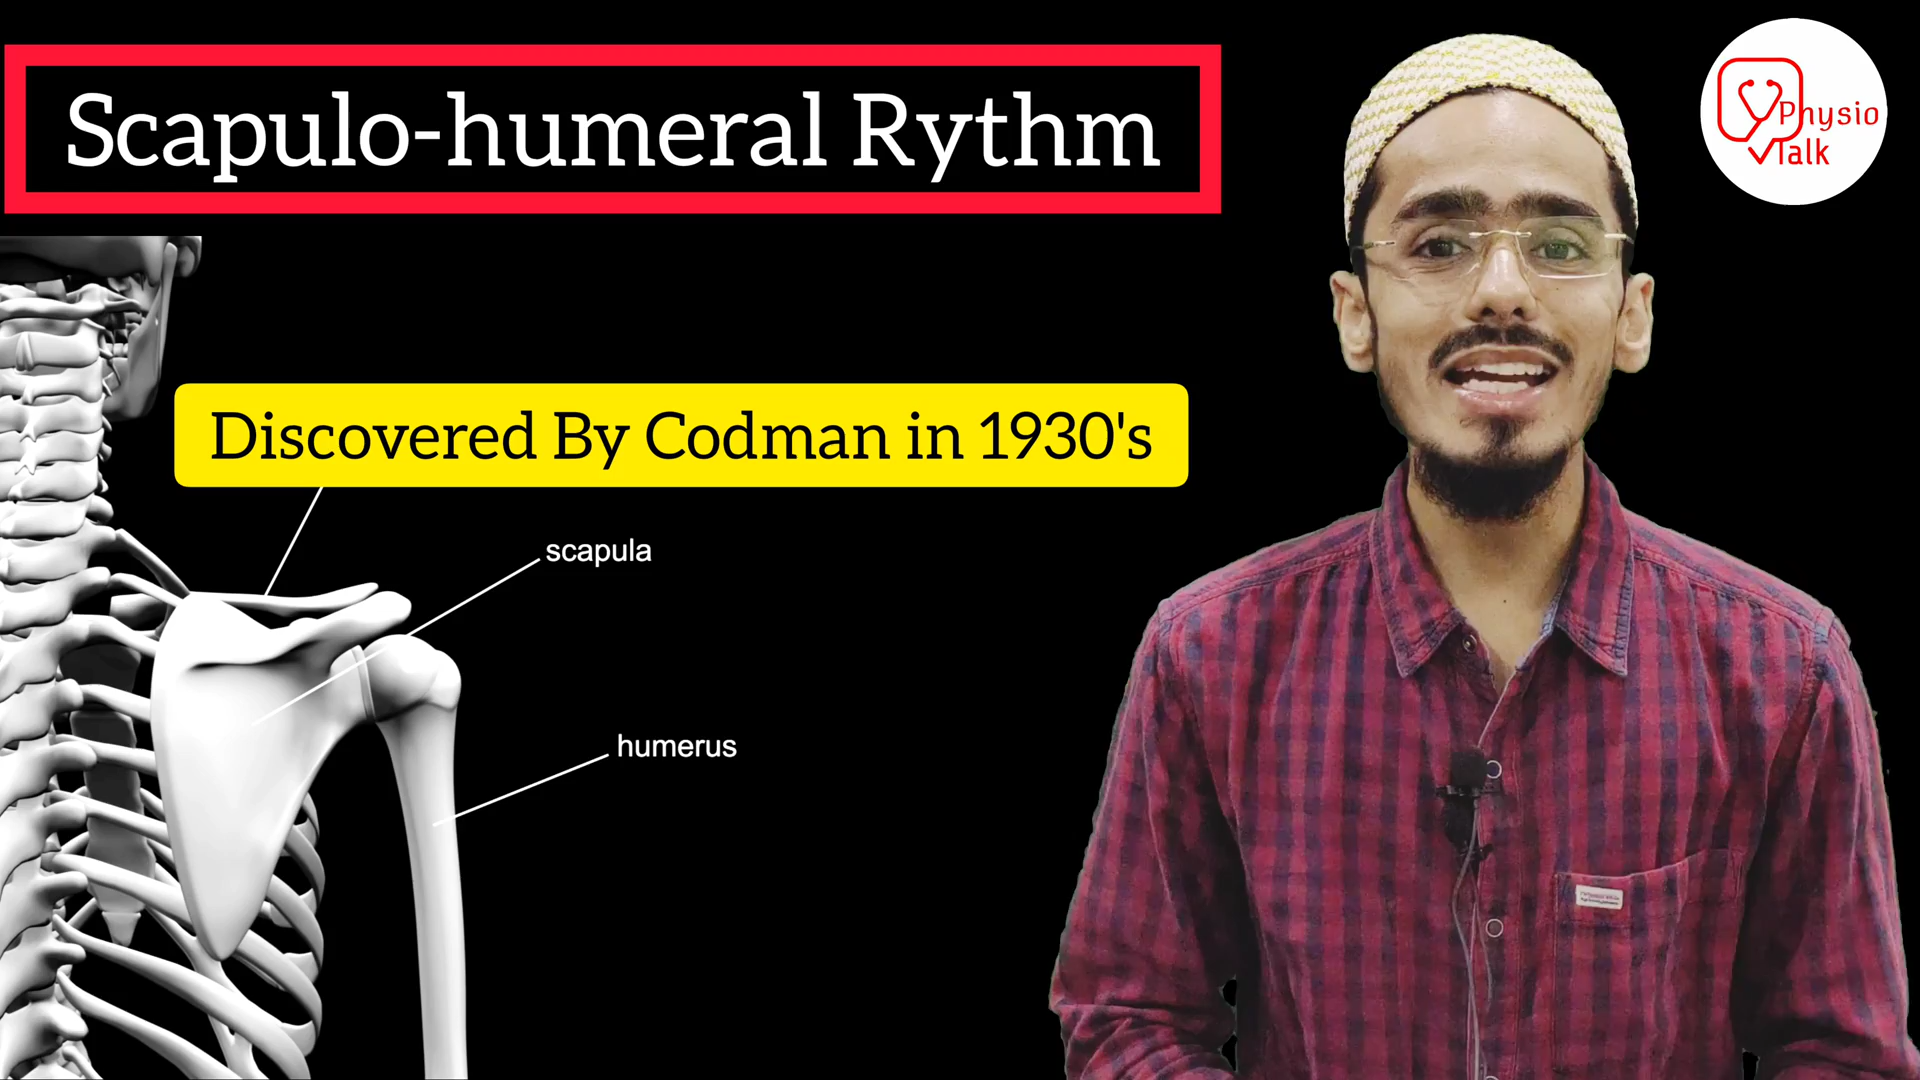 Scapulo-humeral Rythm
Physio
Talk
Discovered By Codman in 1930's
scapula
humerus